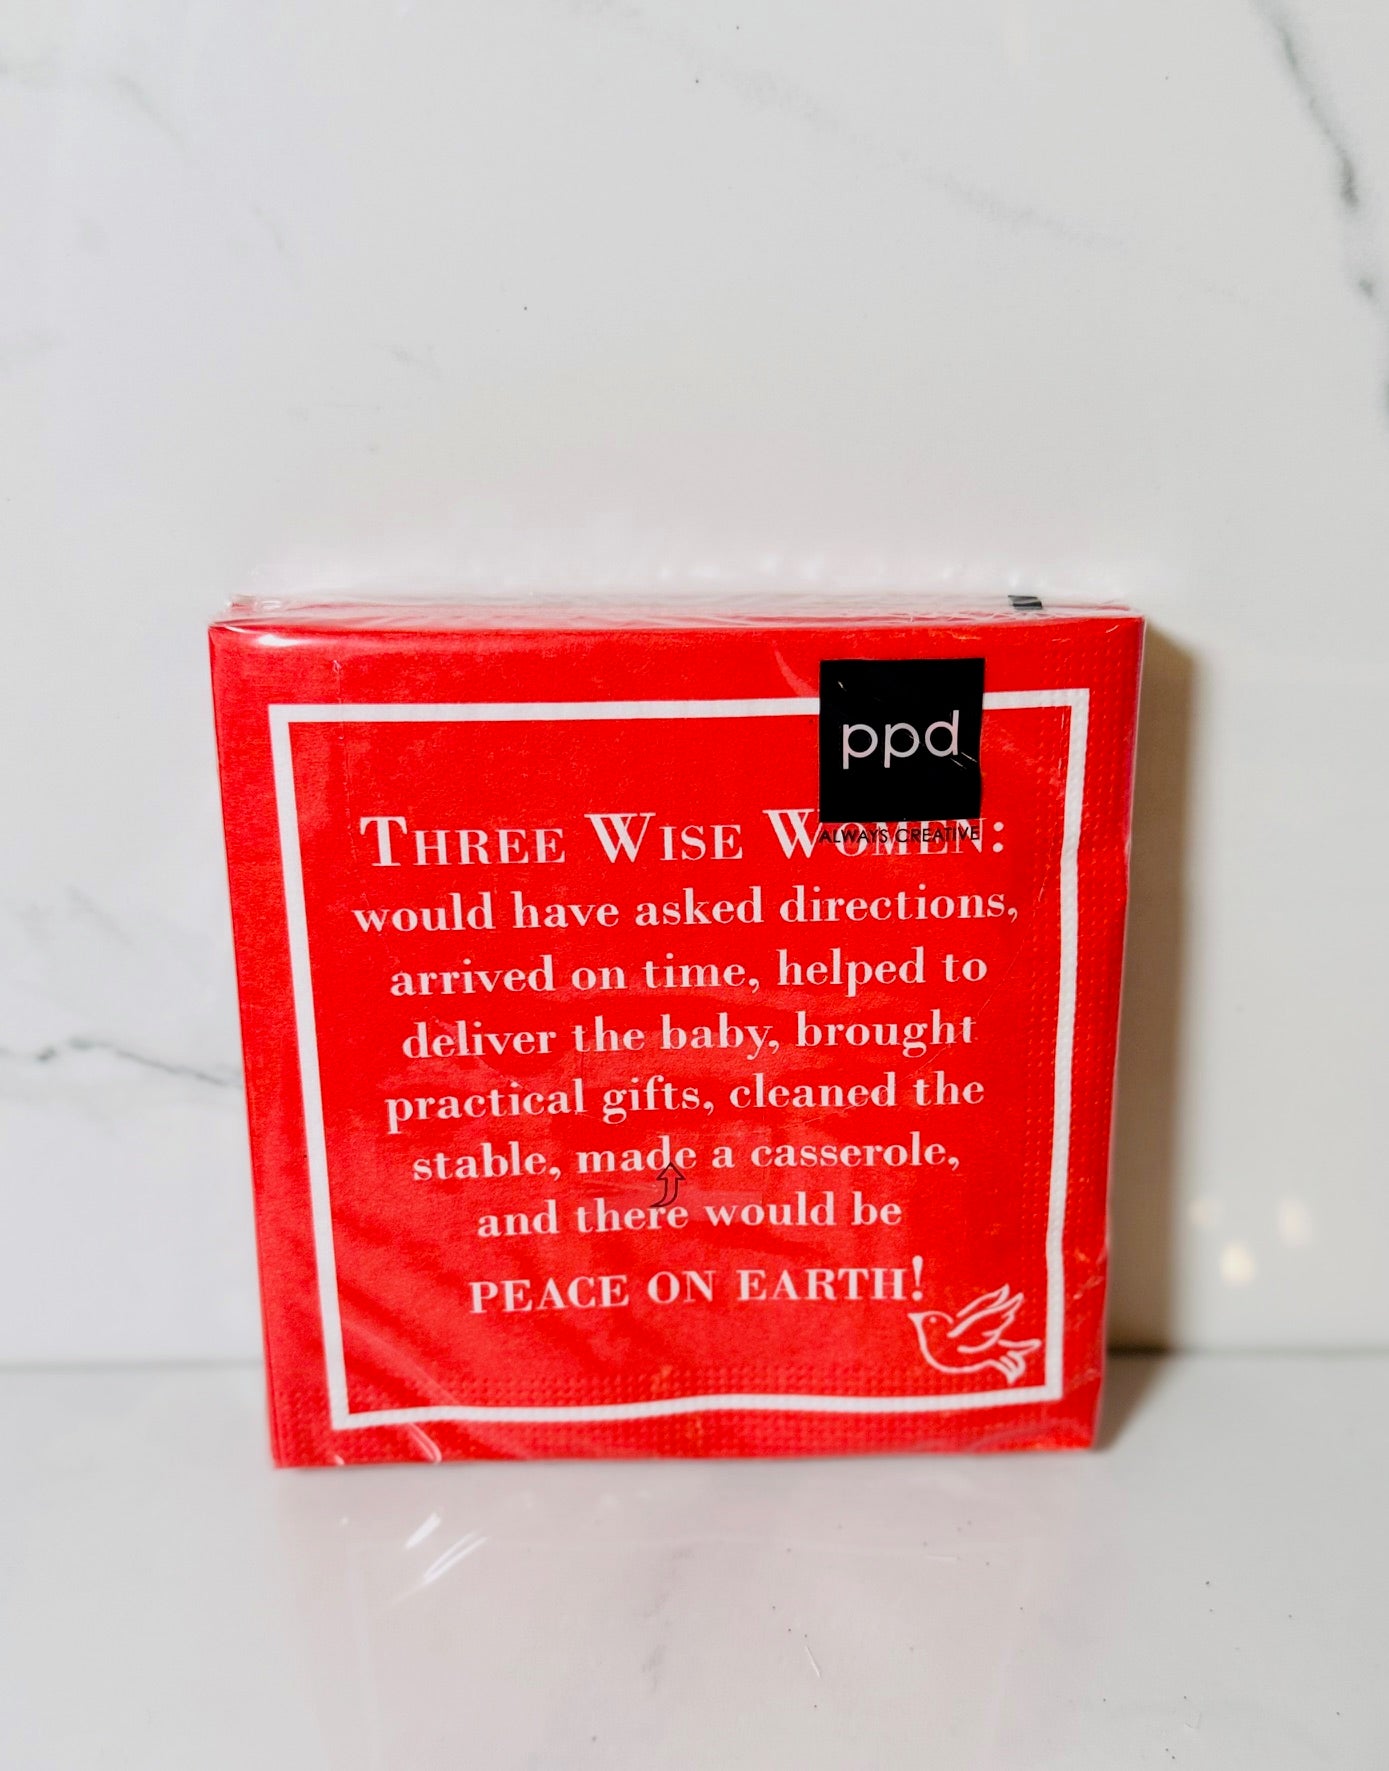 ppd
ALWAYS CREATIVE
THREE WISE WOMEN:
would have asked directions,
arrived on time, helped to
deliver the baby, brought
practical gifts, cleaned the
stable, made a casserole,
and there would be
PEACE ON EARTH!